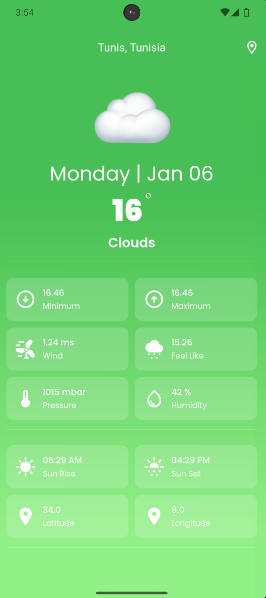 3:54
Tunis, Tunisia
Monday | Jan 06
16°
Clouds
16.46
Minimum
16.46
Maximum
1.24 ms
Wind
15.26
Feel Like
1015 mbar
Pressure
42 %
Humidity
06:29 AM
Sun Rise
04:29 PM
Sun Set
34.0
Latitude
9.0
Longitude